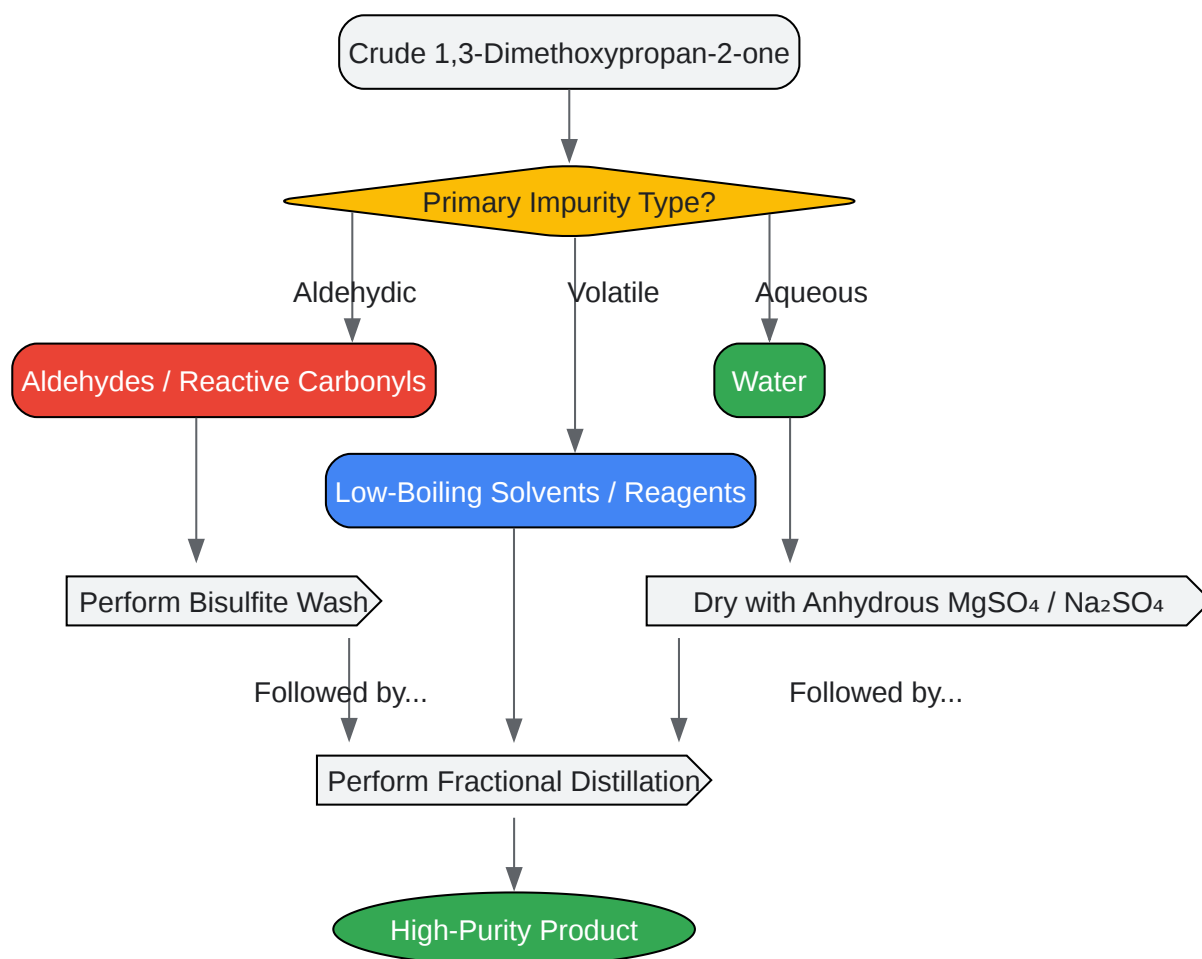 Crude 1,3-Dimethoxypropan-2-one
Primary Impurity Type?
Aldehydic
Volatile
Aqueous
Aldehydes / Reactive Carbonyls
Water
Low-Boiling Solvents / Reagents
Perform Bisulfite Wash
Dry with Anhydrous MgSO₄ / Na₂SO₄
Followed by...
Followed by...
Perform Fractional Distillation
High-Purity Product